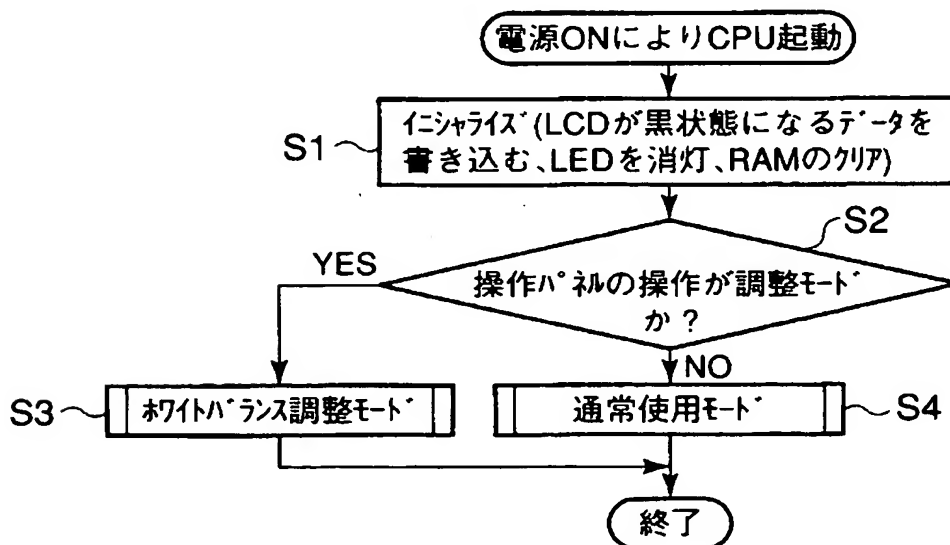 電源ONによりCPU起動
S1
イニシャライズ(LCDが黒状態になるデータを
書き込む、LEDを消灯、RAMのクリア)
S2
YES
操作パネルの操作が調整モード
か?
NO
S3
ホワイトバランス調整モード
通常使用モード
S4
終了